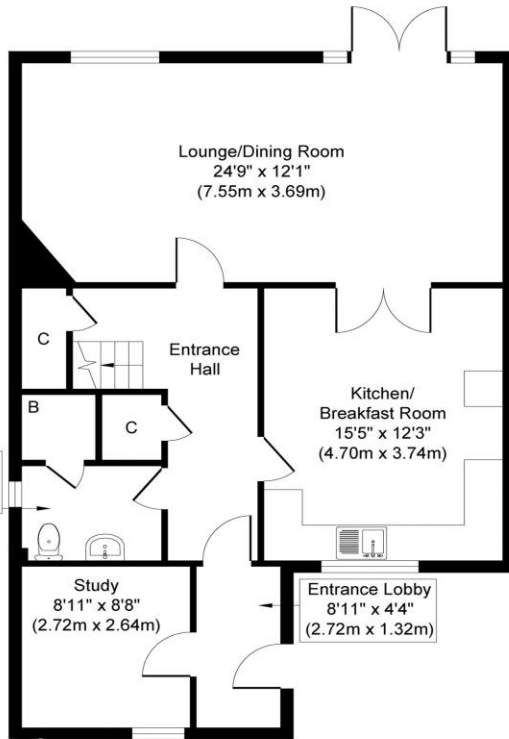 Lounge/Dining Room
24'9" x 12'1"
(7.55m x 3.69m)
C
Entrance
Hall
B
C
Kitchen/
Breakfast Room
15'5" x 12'3"
(4.70m x 3.74m)
Study
8'11" x 8'8"
(2.72m x 2.64m)
Entrance Lobby
8'11" x 4'4"
(2.72m x 1.32m)